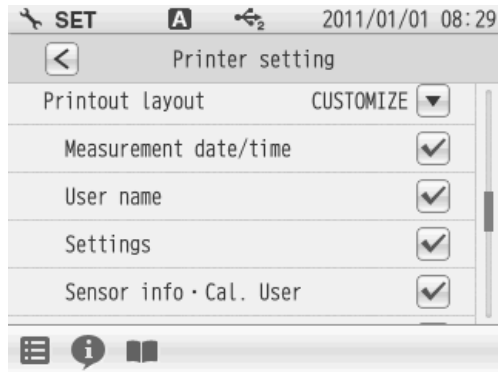 SET A 2 2011/01/01 08:29
Printer setting
Printout layout CUSTOMIZE
Measurement date/time
User name
Settings
Sensor info・Cal. User